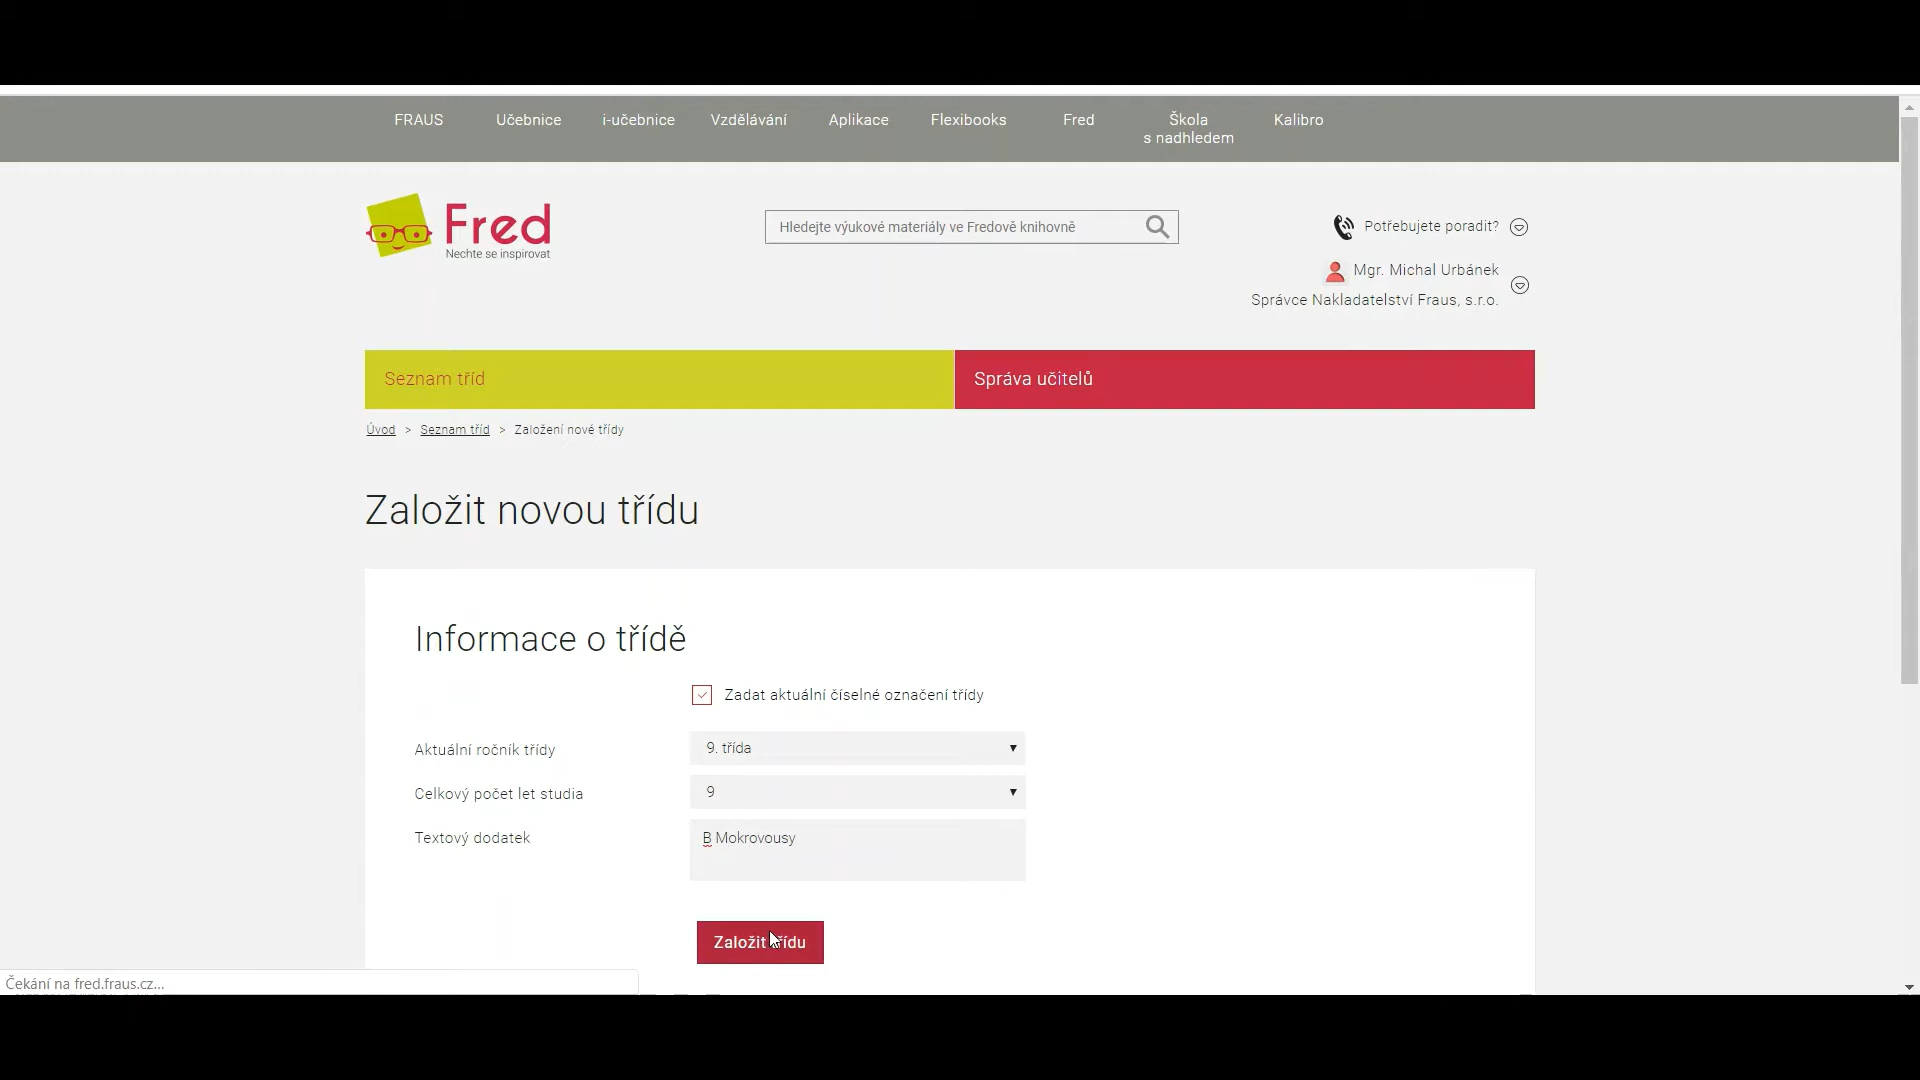 FRAUS
Učebnice
i-učebnice
Vzdělávání
Aplikace
Flexibooks
Fred
Škola
s nadhledem
Kalibro
Fred
Nechte se inspirovat
Hledejte výukové materiály ve Fredově knihovně
Potřebujete poradit?
Mgr. Michal Urbánek
Správce Nakladatelství Fraus, s.r.o.
Seznam tříd
Správa učitelů
Úvod > Seznam tříd > Založení nové třídy
Založit novou třídu
Informace o třídě
Zadat aktuální číselné označení třídy
Aktuální ročník třídy
9. třída
Celkový počet let studia
9
Textový dodatek
B Mokrovousy
Založit třídu
Čekání na fred.fraus.cz...